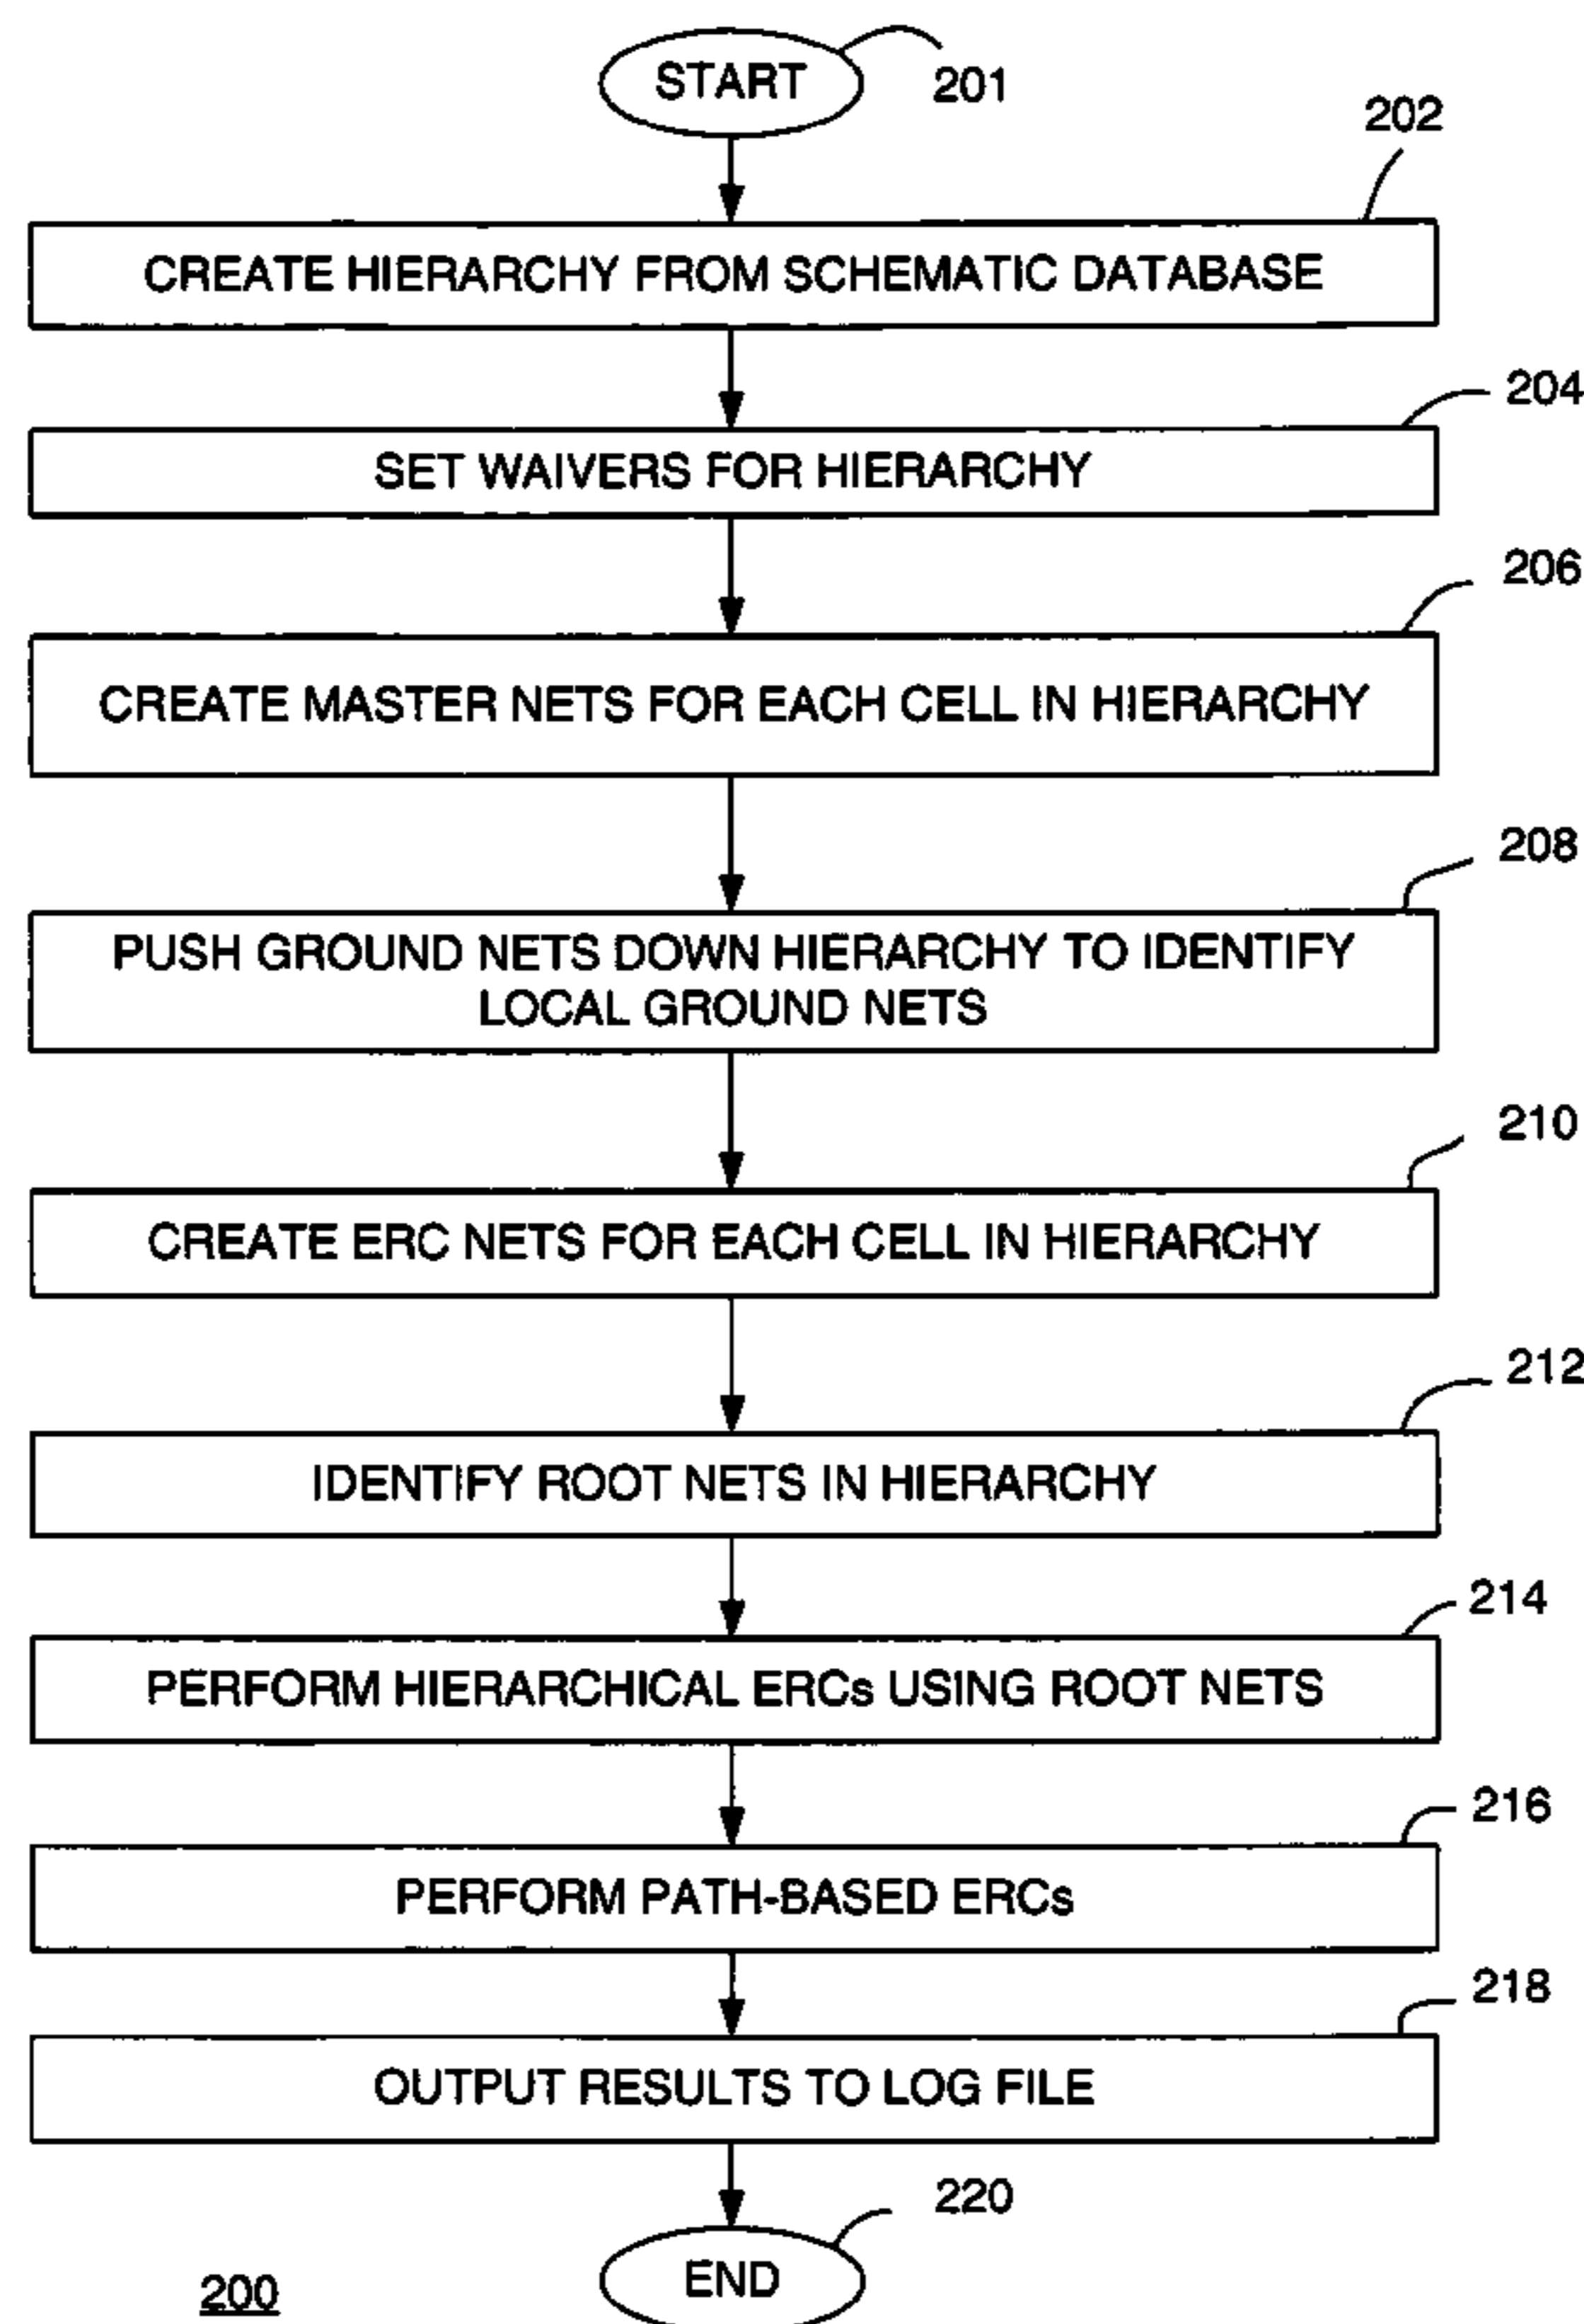 START
201
202
CREATE HIERARCHY FROM SCHEMATIC DATABASE
204
SET WAIVERS FOR HIERARCHY
206
CREATE MASTER NETS FOR EACH CELL IN HIERARCHY
208
PUSH GROUND NETS DOWN HIERARCHY TO IDENTIFY
LOCAL GROUND NETS
210
CREATE ERC NETS FOR EACH CELL IN HIERARCHY
212
IDENTIFY ROOT NETS IN HIERARCHY
214
PERFORM HIERARCHICAL ERCs USING ROOT NETS
216
PERFORM PATH-BASED ERCs
218
OUTPUT RESULTS TO LOG FILE
220
END
200